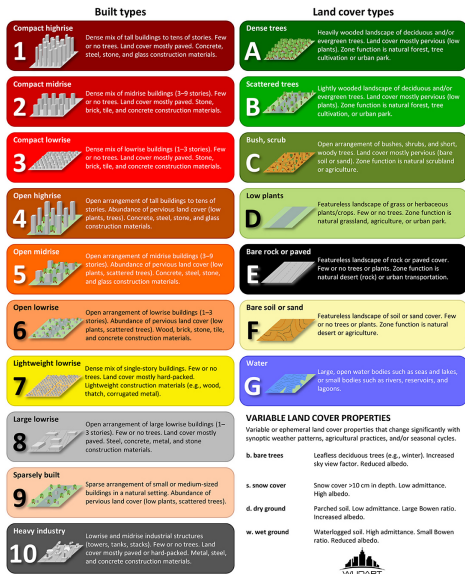 Built types
Compact highrise
1
Dense mix of tall buildings to tens of stories. Few
or no trees. Land cover mostly paved. Concrete,
steel, stone, and glass construction materials.
Compact midrise
2
Dense mix of midrise buildings (3–9 stories). Few
or no trees. Land cover mostly paved. Stone,
brick, tile, and concrete construction materials.
Compact lowrise
3
Dense mix of lowrise buildings (1–3 stories). Few
or no trees. Land cover mostly paved. Stone,
brick, tile, and concrete construction materials.
Open highrise
4
Open arrangement of tall buildings to tens of
stories. Abundance of pervious land cover (low
plants, trees). Concrete, steel, stone, and glass
construction materials.
Open midrise
5
Open arrangement of midrise buildings (3–9
stories). Abundance of pervious land cover (low
plants, scattered trees). Concrete, steel, stone,
and glass construction materials.
Open lowrise
6
Open arrangement of lowrise buildings (1–3
stories). Abundance of pervious land cover (low
plants, scattered trees). Wood, brick, stone, tile,
and concrete construction materials.
Lightweight lowrise
7
Dense mix of single-story buildings. Few or no
trees. Land cover mostly hard-packed.
Lightweight construction materials (e.g., wood,
thatch, corrugated metal).
Large lowrise
8
Open arrangement of large lowrise buildings (1–
3 stories). Few or no trees. Land cover mostly
paved. Steel, concrete, metal, and stone
construction materials.
Sparsely built
9
Sparse arrangement of small or medium-sized
buildings in a natural setting. Abundance of
pervious land cover (low plants, scattered trees).
Heavy industry
10
Lowrise and midrise industrial structures
(towers, tanks, stacks). Few or no trees. Land
cover mostly paved or hard-packed. Metal, steel,
and concrete construction materials.
Land cover types
Dense trees
A
Heavily wooded landscape of deciduous and/or
evergreen trees. Land cover mostly pervious (low
plants). Zone function is natural forest, tree
cultivation or urban park.
Scattered trees
B
Lightly wooded landscape of deciduous and/or
evergreen trees. Land cover mostly pervious (low
plants). Zone function is natural forest, tree
cultivation, or urban park.
Bush, scrub
C
Open arrangement of bushes, shrubs, and short,
woody trees. Land cover mostly pervious (bare
soil or sand). Zone function is natural scrubland
or agriculture.
Low plants
D
Featureless landscape of grass or herbaceous
plants/crops. Few or no trees. Zone function is
natural grassland, agriculture, or urban park.
Bare rock or paved
E
Featureless landscape of rock or paved cover.
Few or no trees or plants. Zone function is
natural desert (rock) or urban transportation.
Bare soil or sand
F
Featureless landscape of soil or sand cover. Few
or no trees or plants. Zone function is natural
desert or agriculture.
Water
G
Large, open water bodies such as seas and lakes,
or small bodies such as rivers, reservoirs, and
lagoons.
VARIABLE LAND COVER PROPERTIES
Variable or ephemeral land cover properties that change significantly with
synoptic weather patterns, agricultural practices, and/or seasonal cycles.
b. bare trees
Leafless deciduous trees (e.g., winter). Increased
sky view factor. Reduced albedo.
s. snow cover
Snow cover >10 cm in depth. Low admittance.
High albedo.
d. dry ground
Parched soil. Low admittance. Large Bowen ratio.
Increased albedo.
w. wet ground
Waterlogged soil. High admittance. Small Bowen
ratio. Reduced albedo.
WUDAPT